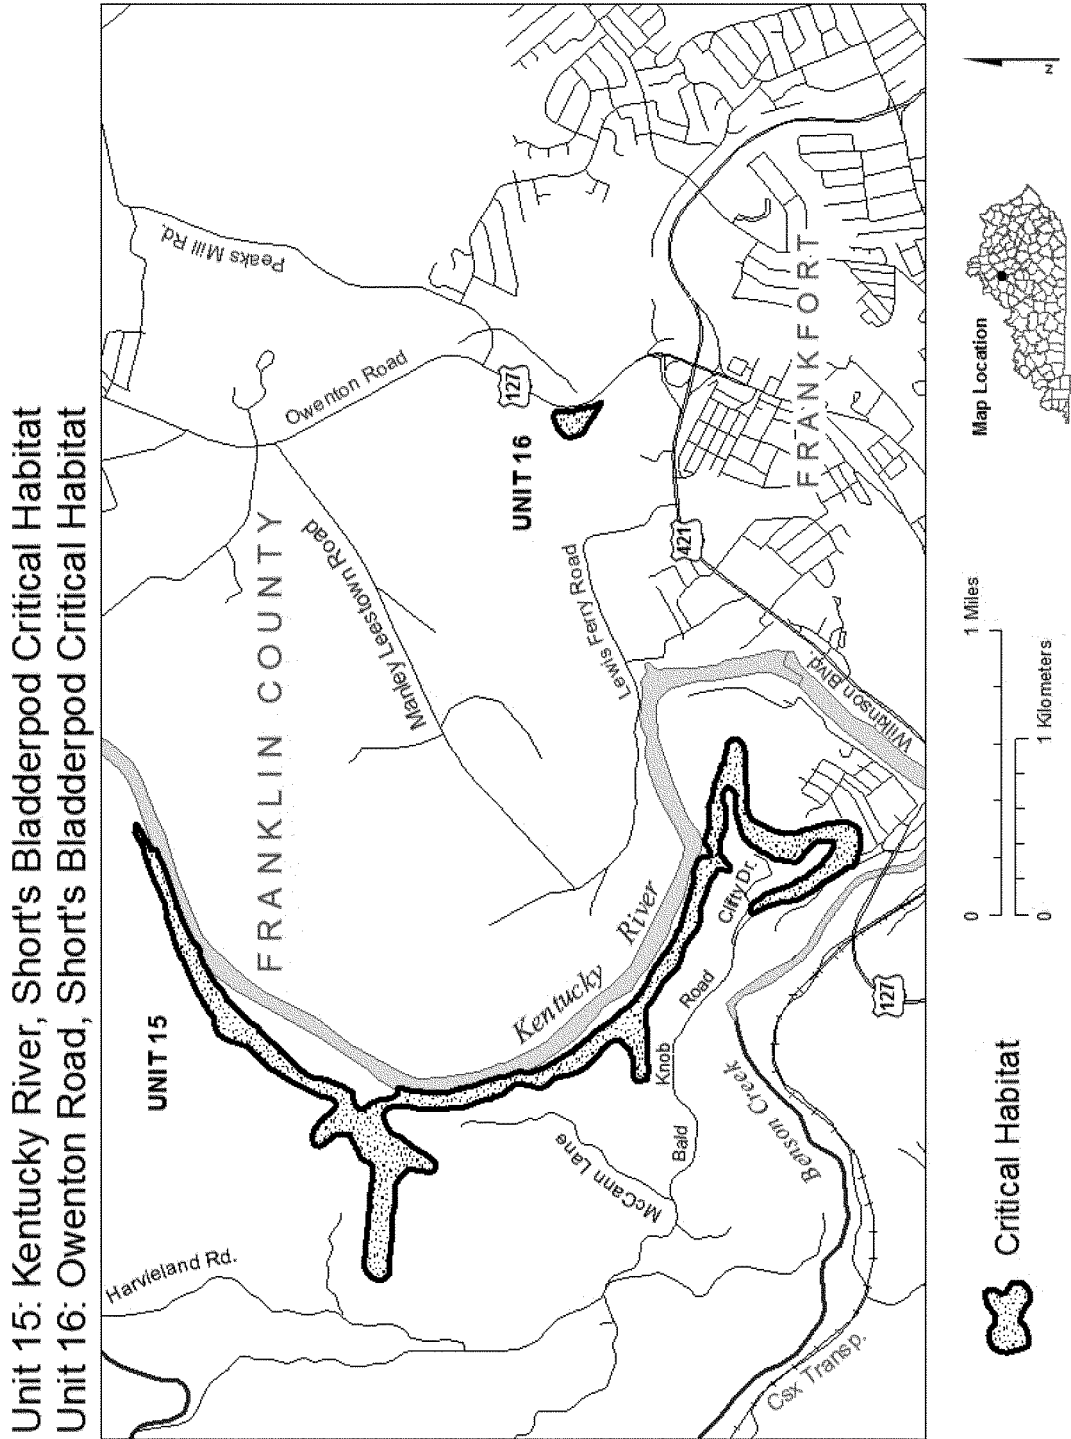 Unit 15: Kentucky River, Short's Bladderpod Critical Habitat
Unit 16: Owenton Road, Short's Bladderpod Critical Habitat
Harvieland Rd.
UNIT 15
FRANKLIN COUNTY
Manley Leestown Road
Owenton Road
Peaks Mill Rd.
127
UNIT 16
McCann Lane
Kentucky River
Lewis Ferry Road
Bald Knob Road
Clifty Dr.
421
FRANKFORT
Benson Creek
Wilkinson Blvd.
Csx Transp.
127
Critical Habitat
0 1 Miles
0 1 Kilometers
Map Location
N